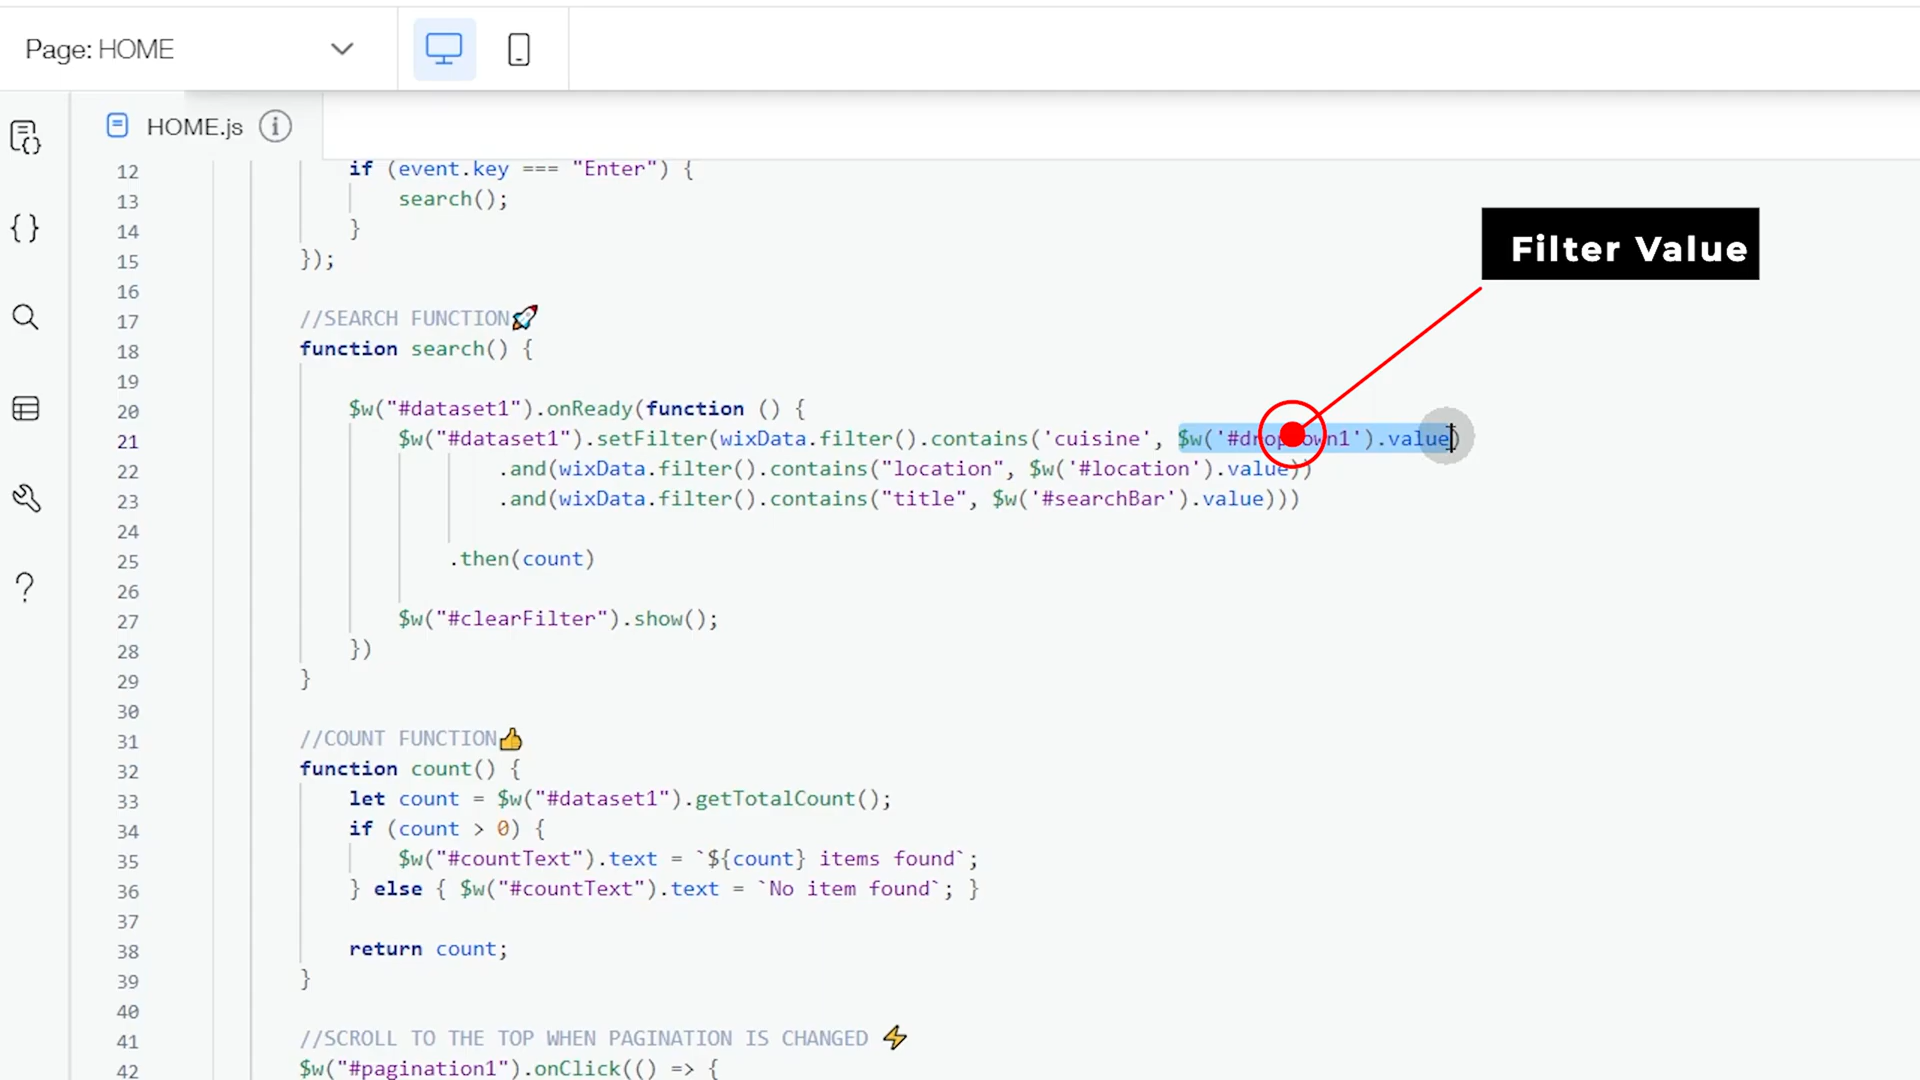 Page: HOME
HOME.js
Filter Value
12 if (event.key === "Enter") {
13 search();
14 }
15 });
16
17 //SEARCH FUNCTION🚀
18 function search() {
19
20 $w("#dataset1").onReady(function () {
21 $w("#dataset1").setFilter(wixData.filter().contains('cuisine', $w('#dropdown1').value)
22 .and(wixData.filter().contains("location", $w('#location').value))
23 .and(wixData.filter().contains("title", $w('#searchBar').value)))
24
25 .then(count)
26
27 $w("#clearFilter").show();
28 })
29 }
30
31 //COUNT FUNCTION👍
32 function count() {
33 let count = $w("#dataset1").getTotalCount();
34 if (count > 0) {
35 $w("#countText").text = `${count} items found`;
36 } else { $w("#countText").text = `No item found`; }
37
38 return count;
39 }
40
41 //SCROLL TO THE TOP WHEN PAGINATION IS CHANGED ⚡
42 $w("#pagination1").onClick(() => {